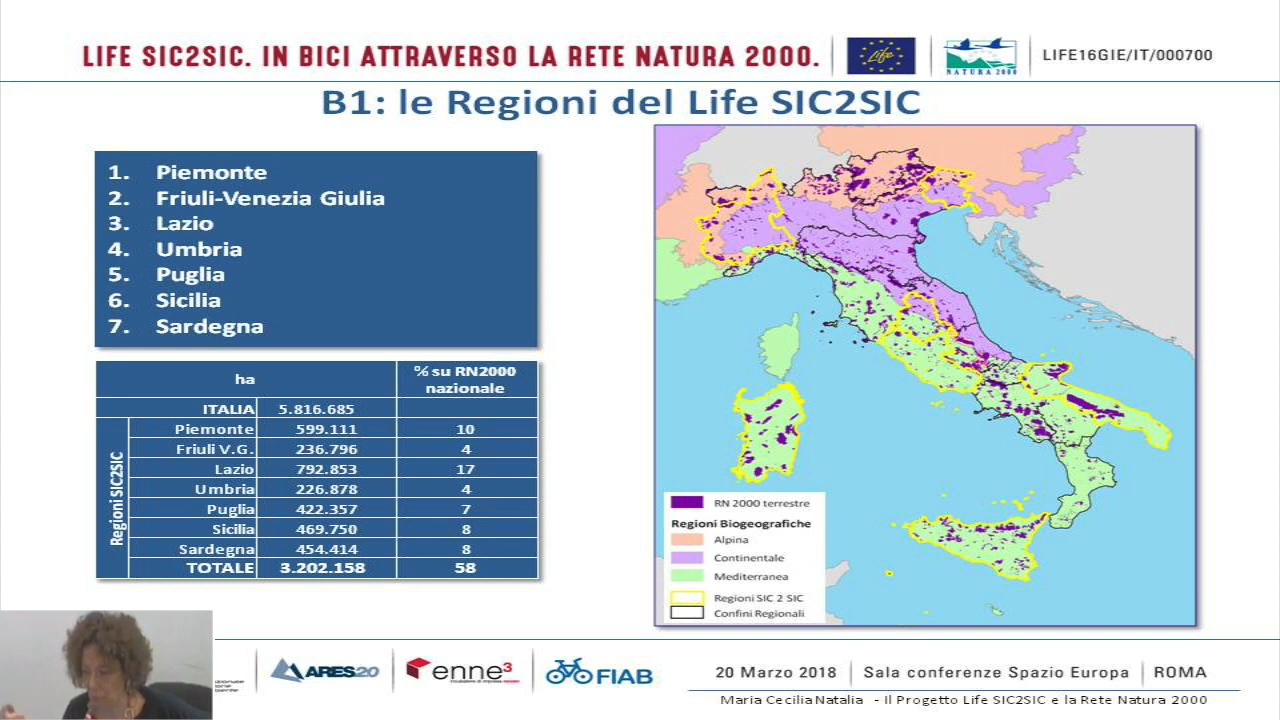 LIFE SIC2SIC. IN BICI ATTRAVERSO LA RETE NATURA 2000.
Life
NATURA 2000
LIFE16GIE/IT/000700
B1: le Regioni del Life SIC2SIC
1. Piemonte
2. Friuli-Venezia Giulia
3. Lazio
4. Umbria
5. Puglia
6. Sicilia
7. Sardegna
ha
% su RN2000
nazionale
ITALIA 5.816.685
Regioni SIC2SIC
Piemonte 599.111 10
Friuli V.G. 236.796 4
Lazio 792.853 17
Umbria 226.878 4
Puglia 422.357 7
Sicilia 469.750 8
Sardegna 454.414 8
TOTALE 3.202.158 58
RN 2000 terrestre
Regioni Biogeografiche
Alpina
Continentale
Mediterranea
Regioni SIC 2 SIC
Confini Regionali
ARES2.0
enne3
FIAB
20 Marzo 2018
Sala conferenze Spazio Europa
ROMA
Maria CeciliaNatalia - Il Progetto Life SIC2SIC e la Rete Natura 2000